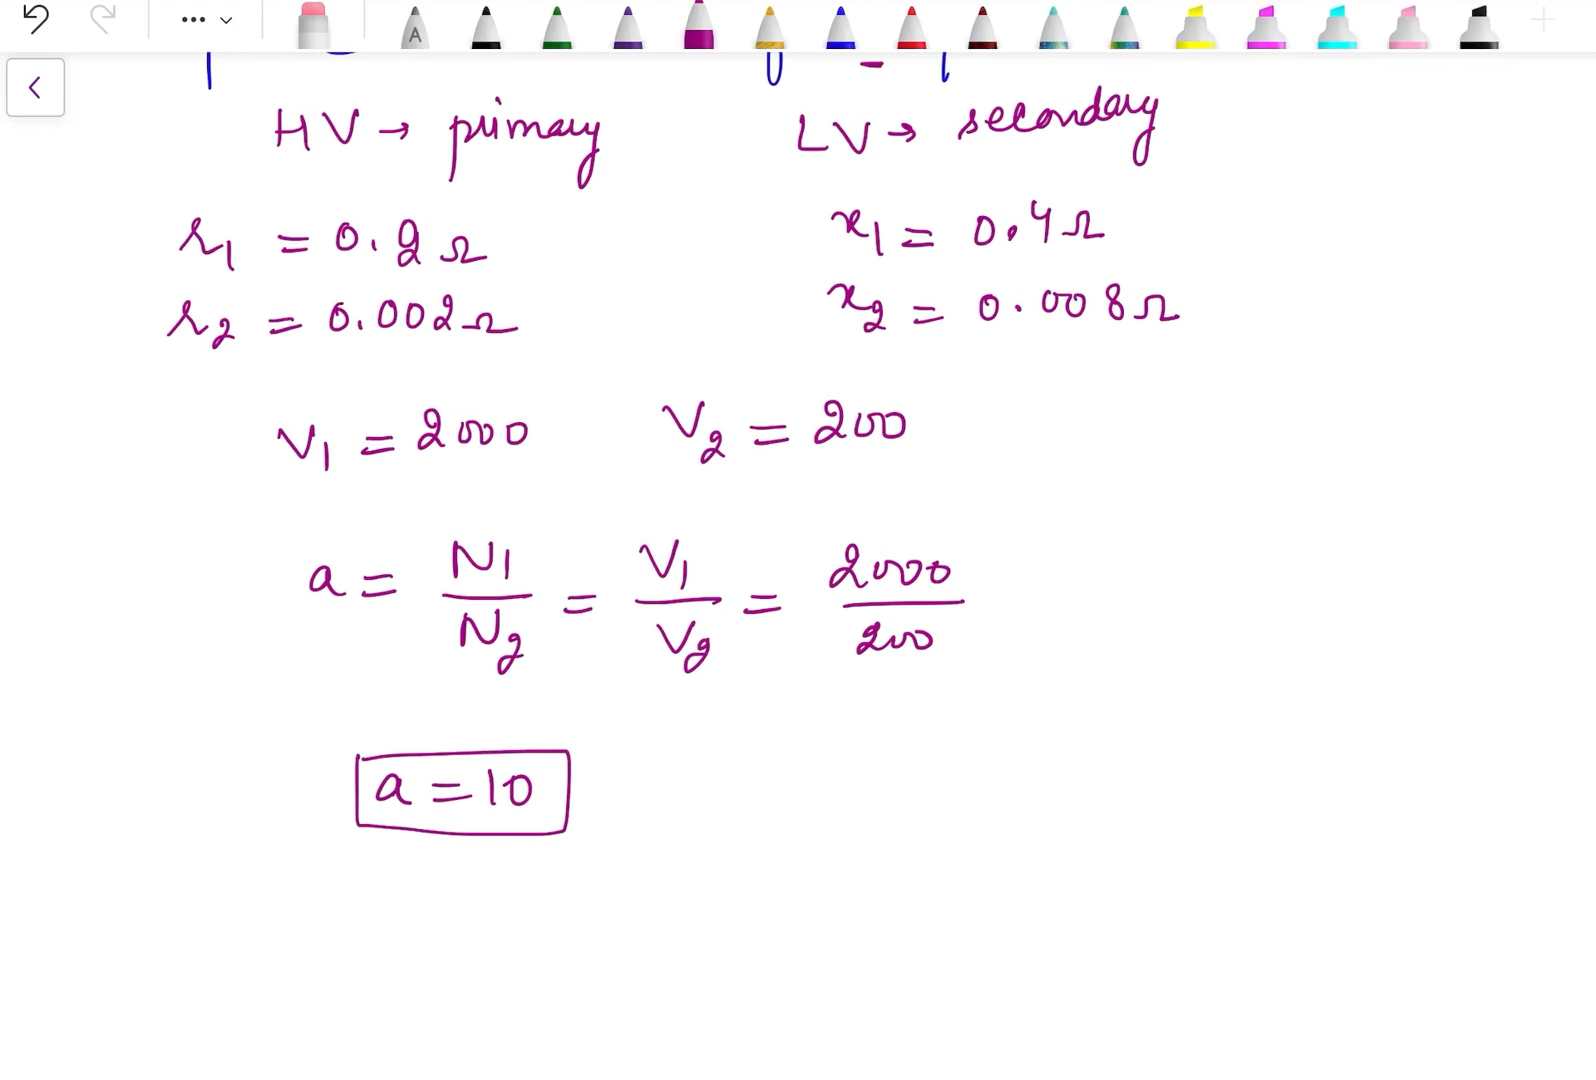 HV → primary LV → secondary
r1 = 0.2 Ω x1 = 0.4 Ω
r2 = 0.002 Ω x2 = 0.008 Ω
V1 = 2000 V2 = 200
a = N1/N2 = V1/V2 = 2000/200
a = 10